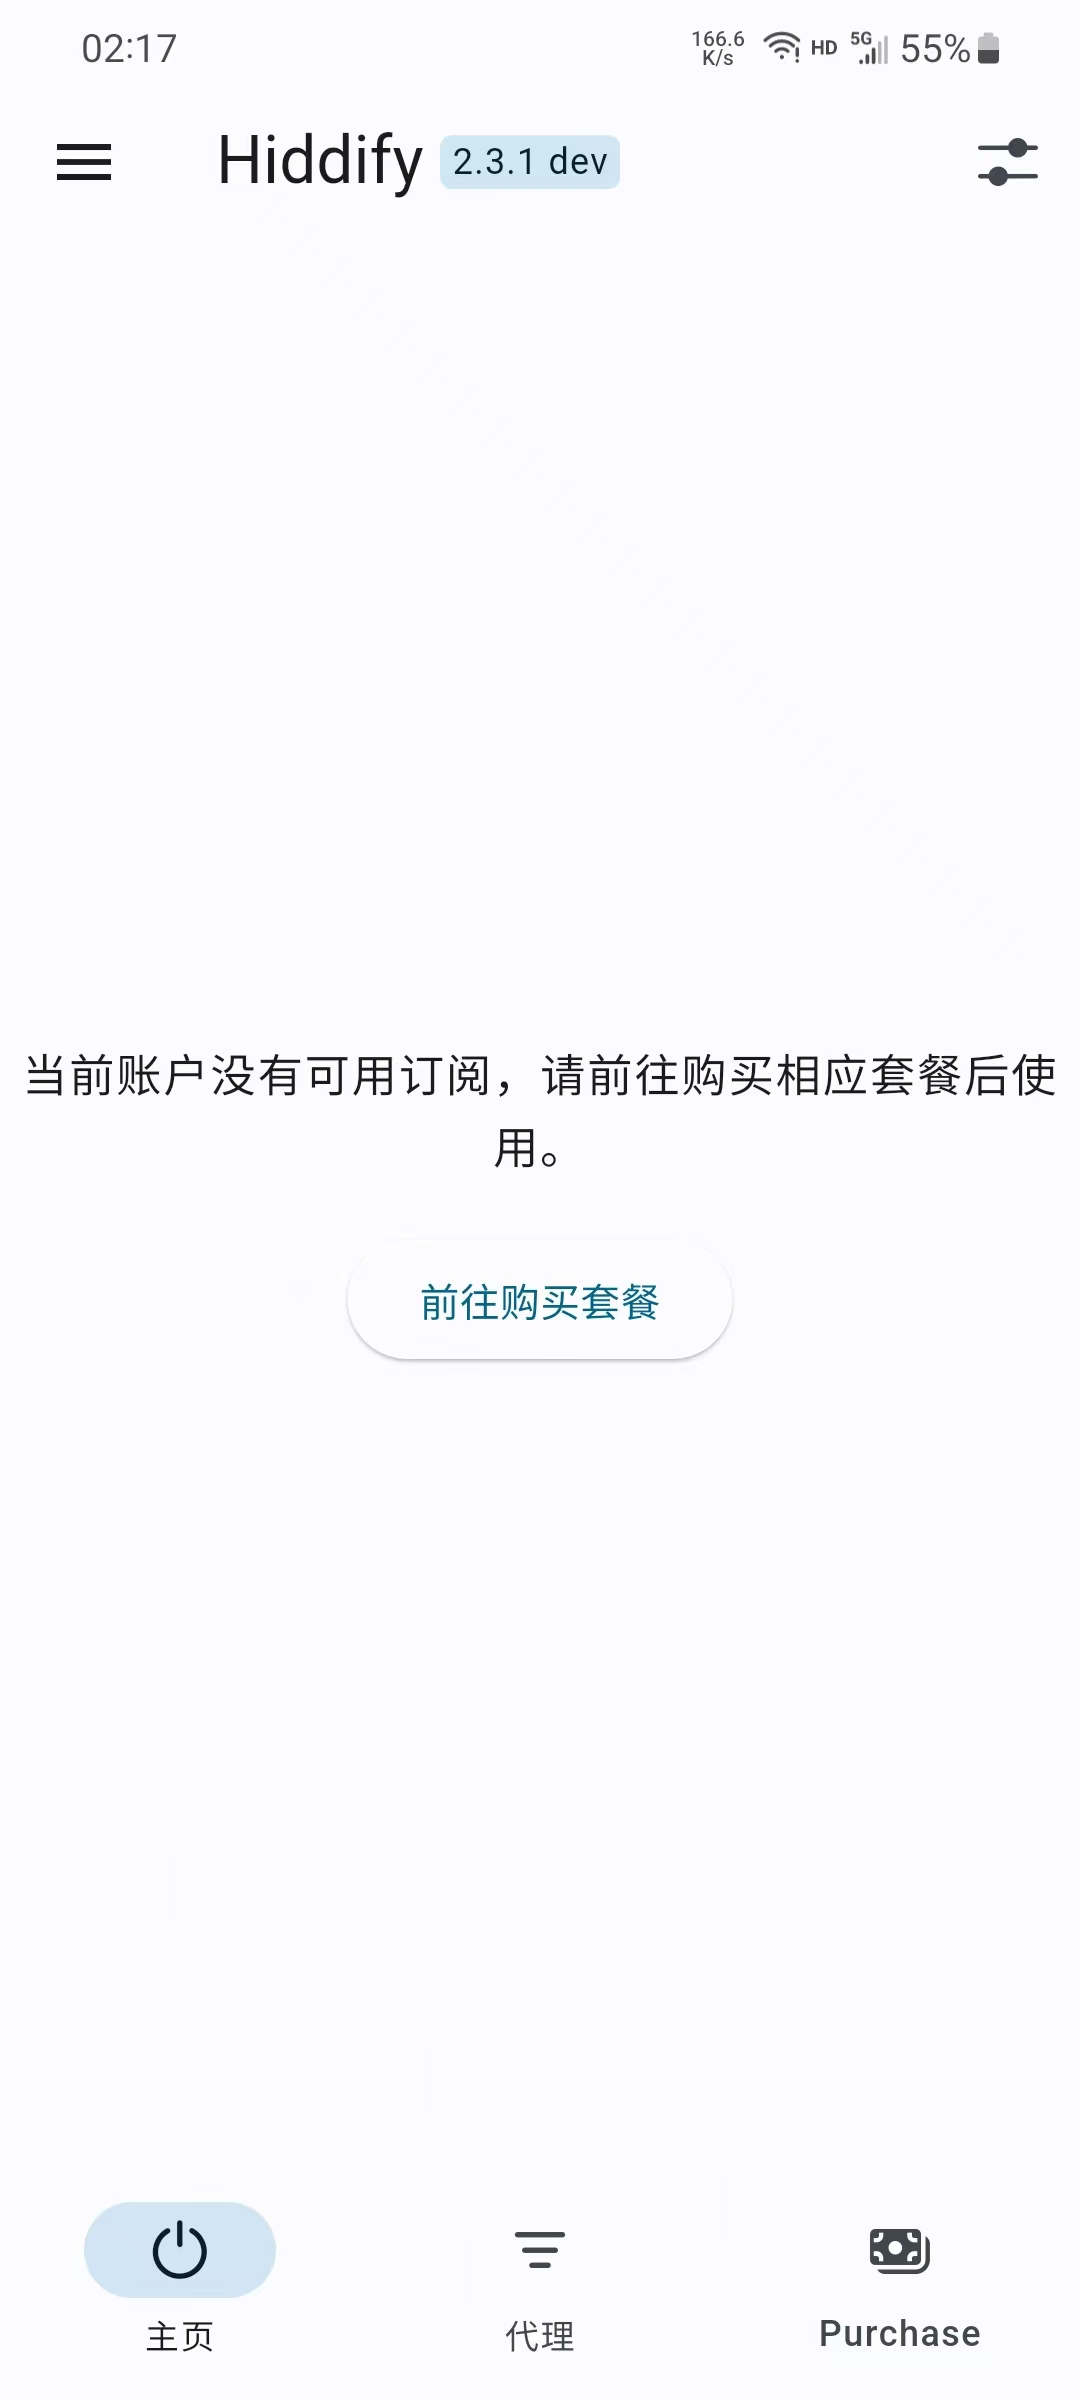 02:17
166.6
K/s
HD
5G
55%
Hiddify
2.3.1 dev
当前账户没有可用订阅，请前往购买相应套餐后使
用。
前往购买套餐
主页
代理
Purchase